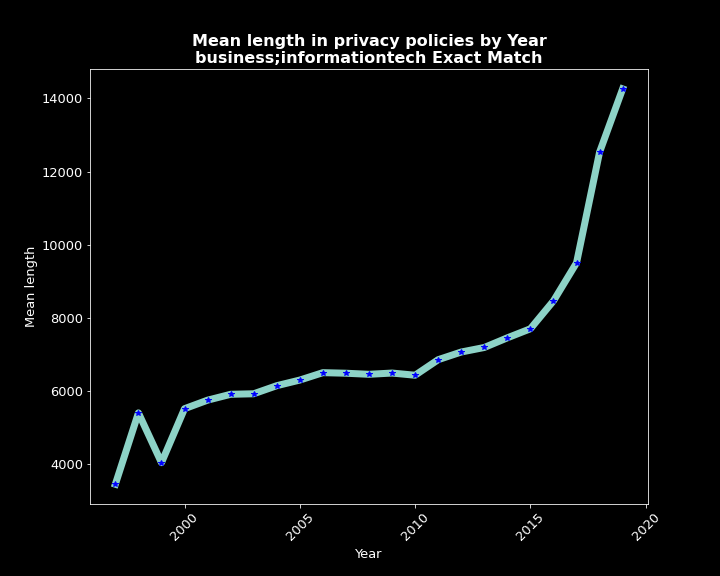 Mean length in privacy policies by Year
business;informationtech Exact Match
14000
12000
10000
8000
6000
4000
Mean length
2000
2005
2010
2015
2020
Year